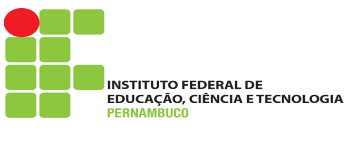 INSTITUTO FEDERAL DE
EDUCAÇÃO, CIÊNCIA E TECNOLOGIA
PERNAMBUCO